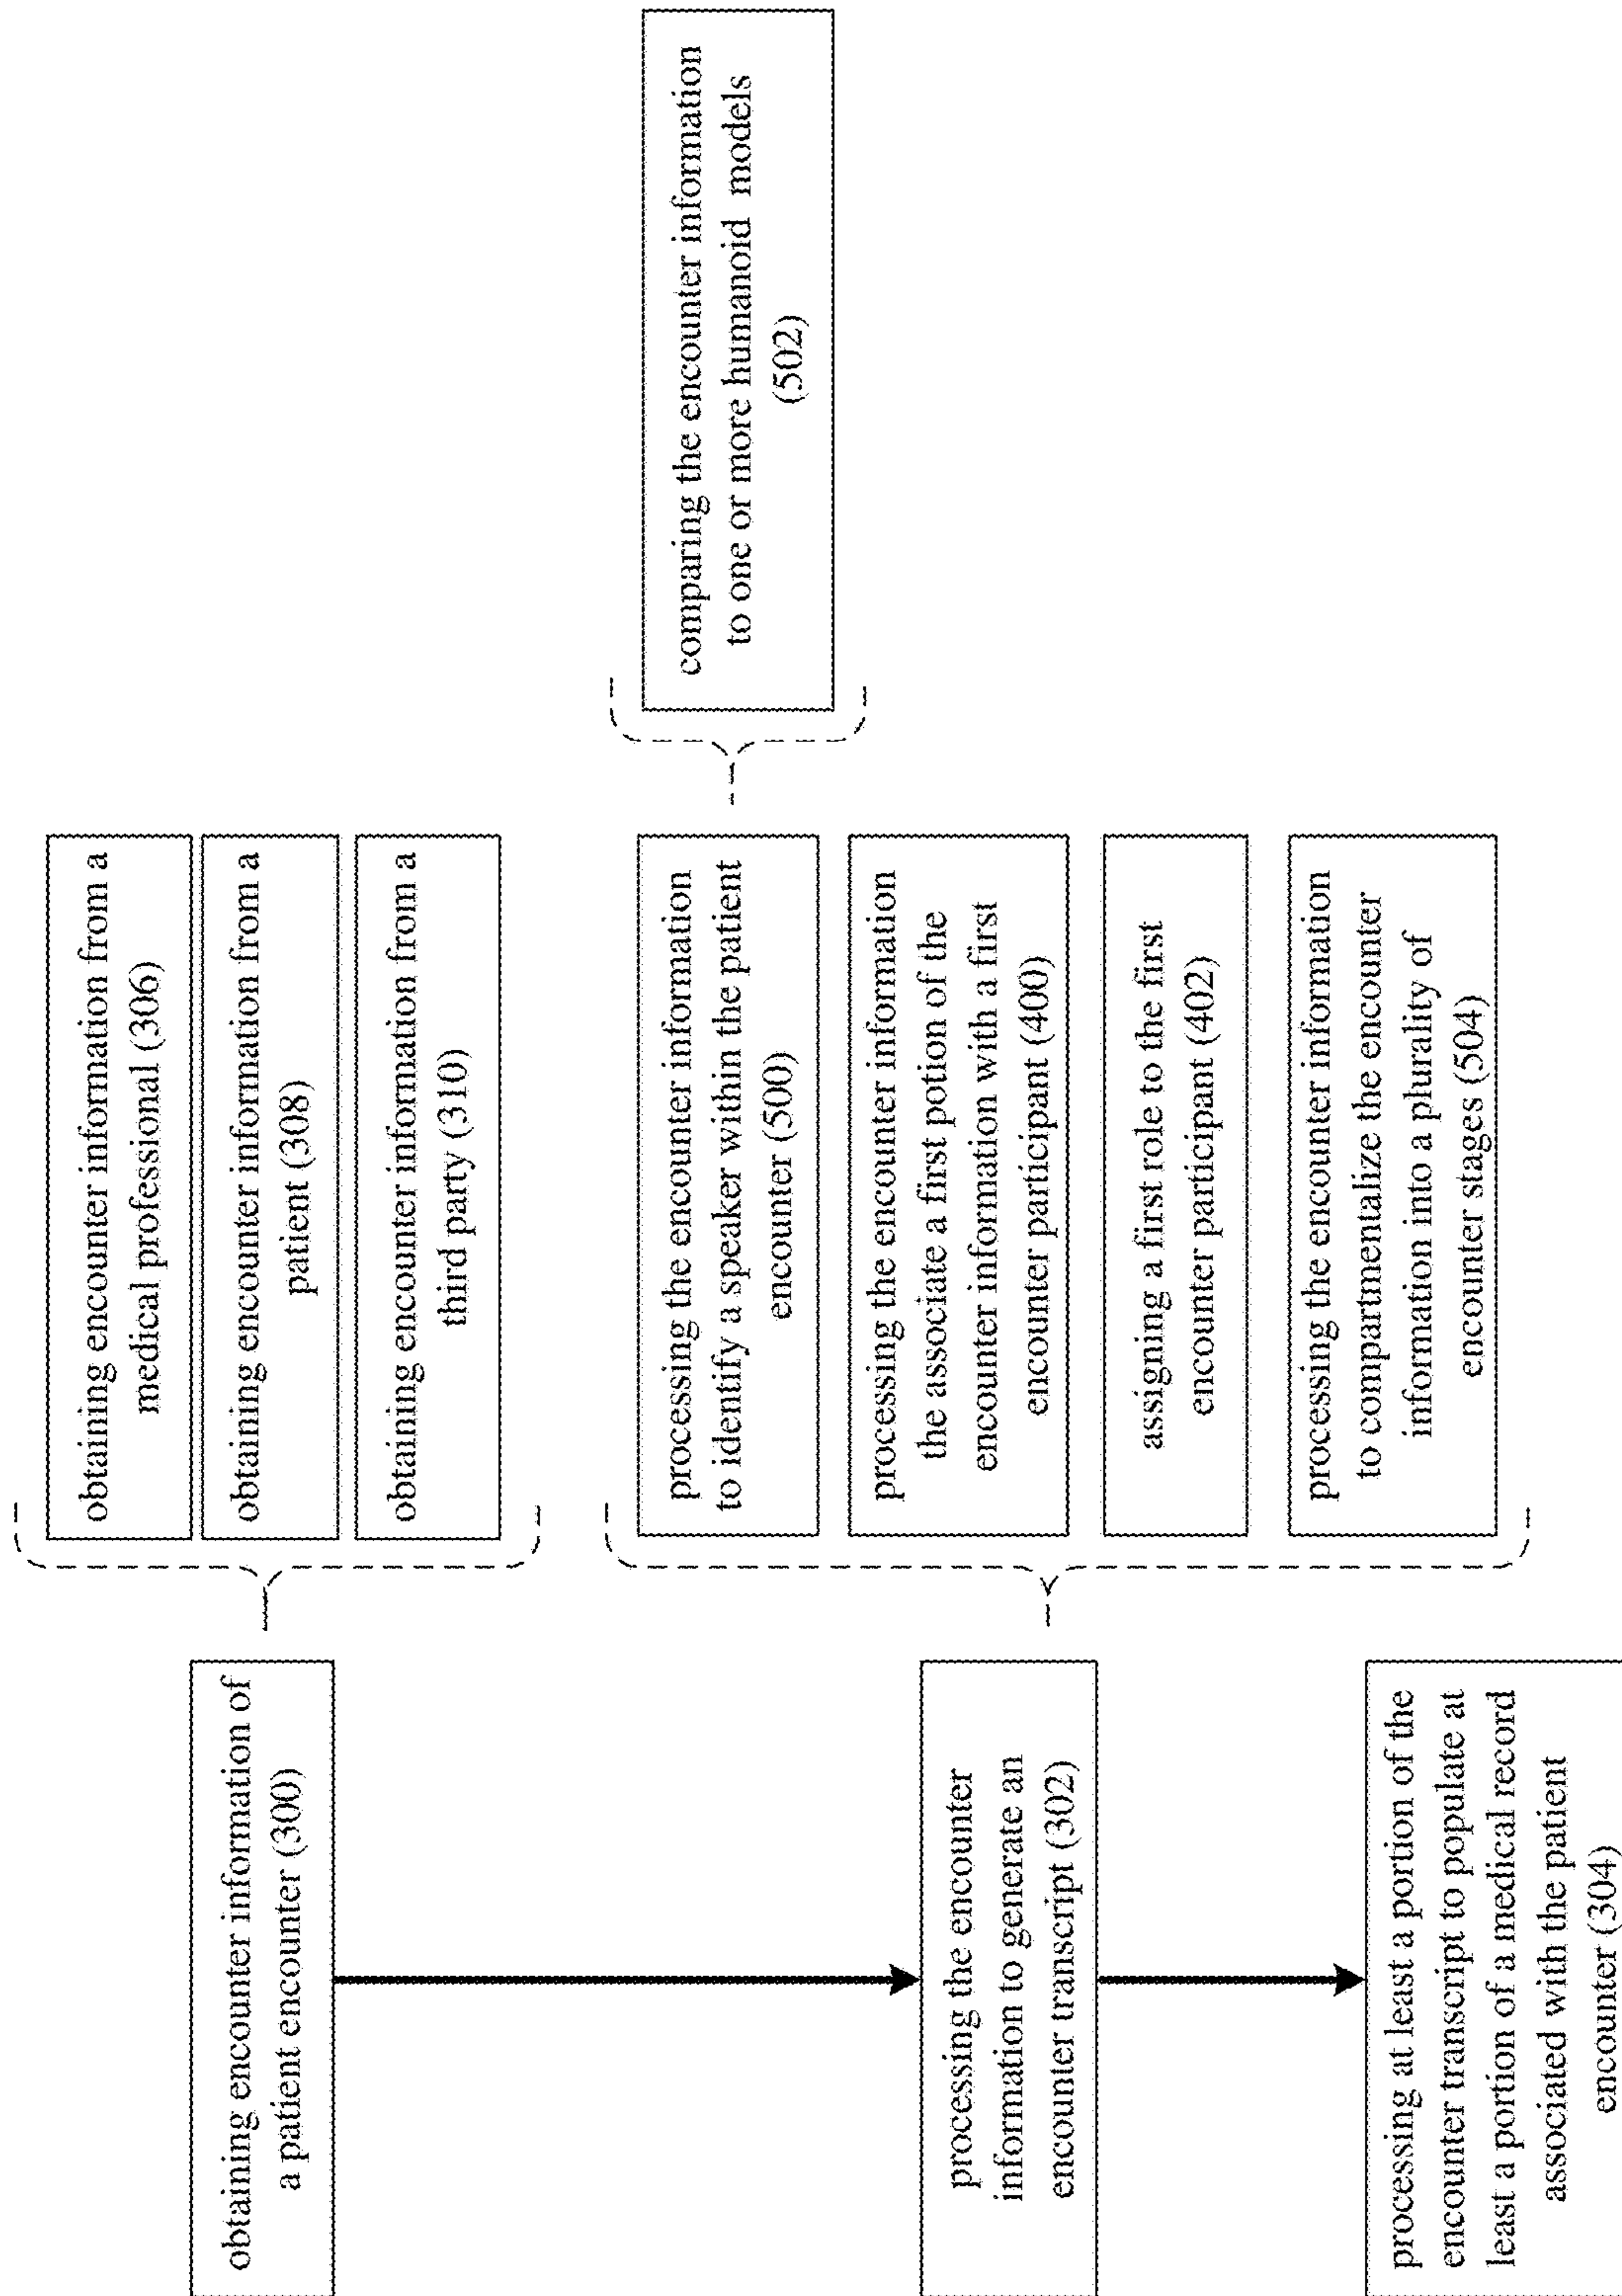 obtaining encounter information of
a patient encounter (300)
obtaining encounter information from a
medical professional (306)
obtaining encounter information from a
patient (308)
obtaining encounter information from a
third party (310)
processing the encounter
information to generate an
encounter transcript (302)
processing the encounter information
to identify a speaker within the patient
encounter (500)
comparing the encounter information
to one or more humanoid models
(502)
processing the encounter information
the associate a first potion of the
encounter information with a first
encounter participant (400)
assigning a first role to the first
encounter participant (402)
processing the encounter information
to compartmentalize the encounter
information into a plurality of
encounter stages (504)
processing at least a portion of the
encounter transcript to populate at
least a portion of a medical record
associated with the patient
encounter (304)